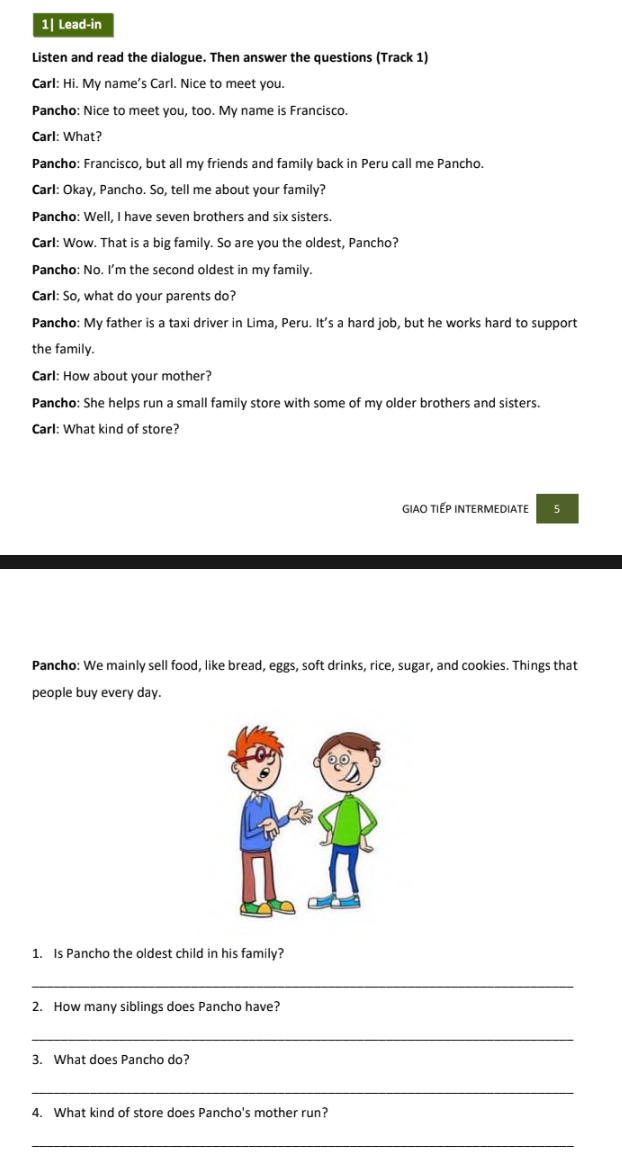 1| Lead-in
Listen and read the dialogue. Then answer the questions (Track 1)
Carl: Hi. My name's Carl. Nice to meet you.
Pancho: Nice to meet you, too. My name is Francisco.
Carl: What?
Pancho: Francisco, but all my friends and family back in Peru call me Pancho.
Carl: Okay, Pancho. So, tell me about your family?
Pancho: Well, I have seven brothers and six sisters.
Carl: Wow. That is a big family. So are you the oldest, Pancho?
Pancho: No. I'm the second oldest in my family.
Carl: So, what do your parents do?
Pancho: My father is a taxi driver in Lima, Peru. It's a hard job, but he works hard to support
the family.
Carl: How about your mother?
Pancho: She helps run a small family store with some of my older brothers and sisters.
Carl: What kind of store?
GIAO TIẾP INTERMEDIATE 5
Pancho: We mainly sell food, like bread, eggs, soft drinks, rice, sugar, and cookies. Things that
people buy every day.
1. Is Pancho the oldest child in his family?
2. How many siblings does Pancho have?
3. What does Pancho do?
4. What kind of store does Pancho's mother run?